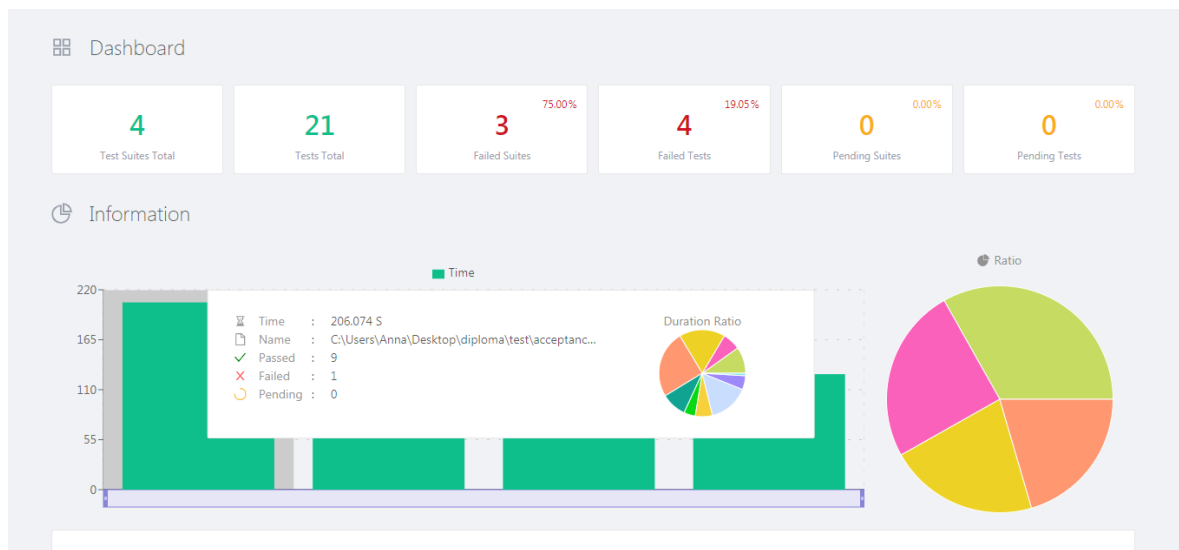 Dashboard
75.00%
19.05%
0.00%
0.00%
4
21
3
4
0
0
Test Suites Total
Tests Total
Failed Suites
Failed Tests
Pending Suites
Pending Tests
Information
Ratio
Time
220
165
110
55
0
Time : 206.074 S
Name : C:\Users\Anna\Desktop\diploma\test\acceptanc...
Passed : 9
Failed : 1
Pending : 0
Duration Ratio